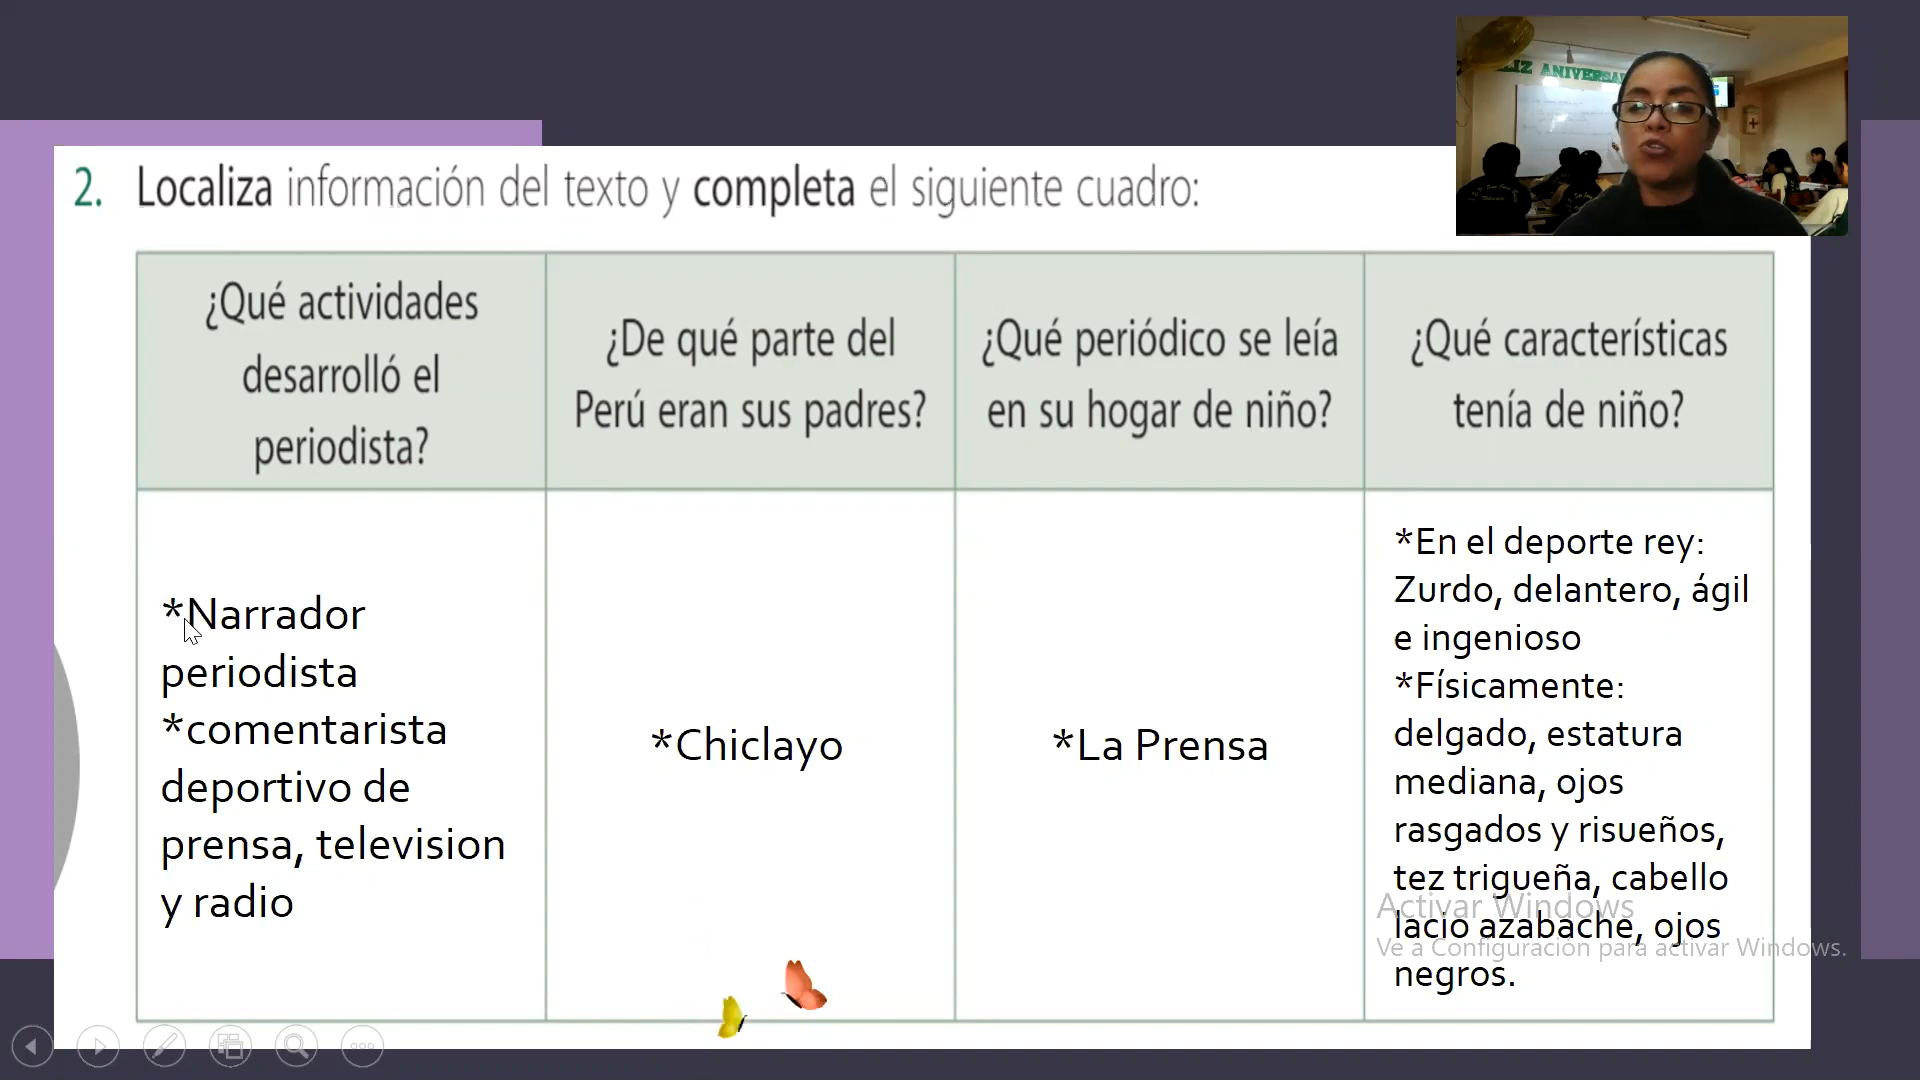 LIZ ANIVERSA
2. Localiza información del texto y completa el siguiente cuadro:
¿Qué actividades
desarrolló el
periodista?
¿De qué parte del
Perú eran sus padres?
¿Qué periódico se leía
en su hogar de niño?
¿Qué características
tenía de niño?
*Narrador
periodista
*comentarista
deportivo de
prensa, television
y radio
*Chiclayo
*La Prensa
*En el deporte rey:
Zurdo, delantero, ágil
e ingenioso
*Físicamente:
delgado, estatura
mediana, ojos
rasgados y risueños,
tez trigueña, cabello
lacio azabache, ojos
negros.
Activar Windows
Ve a Configuración para activar Windows.